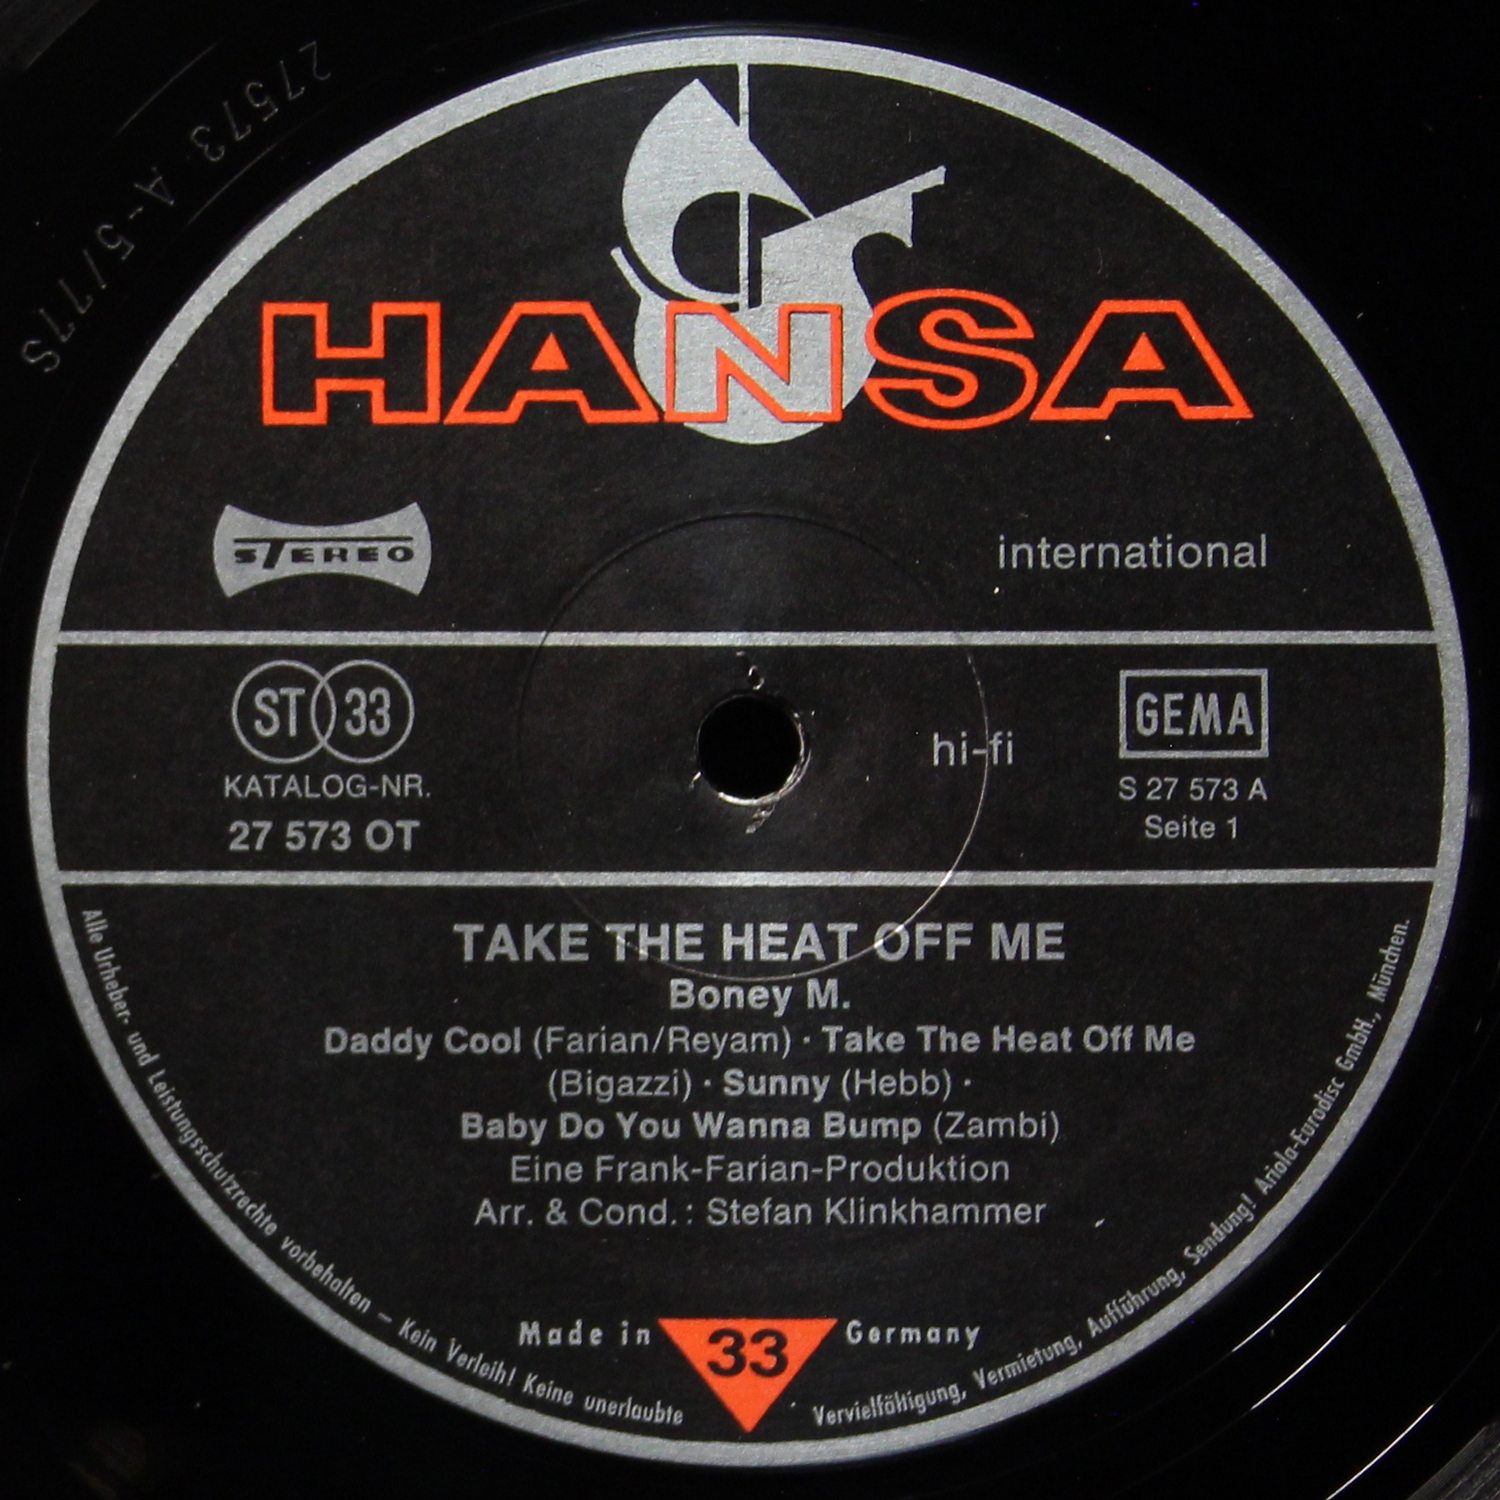 27573 A-5/77S
HANSA
STEREO
international
ST 33
KATALOG-NR.
27 573 OT
hi-fi
GEMA
S 27 573 A
Seite 1
TAKE THE HEAT OFF ME
Boney M.
Daddy Cool (Farian/Reyam) · Take The Heat Off Me
(Bigazzi) · Sunny (Hebb) ·
Baby Do You Wanna Bump (Zambi)
Eine Frank-Farian-Produktion
Arr. & Cond.: Stefan Klinkhammer
Made in 33 Germany
Alle Urheber- und Leistungsschutzrechte vorbehalten – Kein Verleih! Keine unerlaubte Vervielfähigung, Vermietung, Aufführung, Sendung! Ariola-Eurodisc GmbH., München.